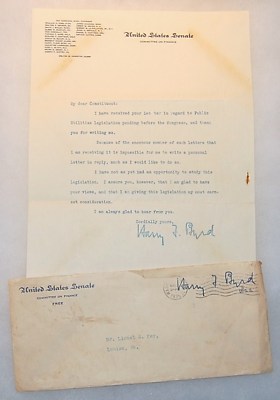 United States Senate
COMMITTEE ON FINANCE
My dear Constituent:
I have received your letter in regard to Public
Utilities Legislation pending before the Congress, and thank
you for writing me.
Because of the enormous number of such letters that
I am receiving it is impossible for me to write a personal
letter in reply, much as I would like to do so.
I have not as yet had an opportunity to study this
legislation. I assure you, however, that I am glad to have
your views, and that I am giving this legislation my most earn-
est consideration.
I am always glad to hear from you.
Cordially yours,
Harry F. Byrd
United States Senate
COMMITTEE ON FINANCE
FREE
Harry F. Byrd
U.S.S.
Mr.